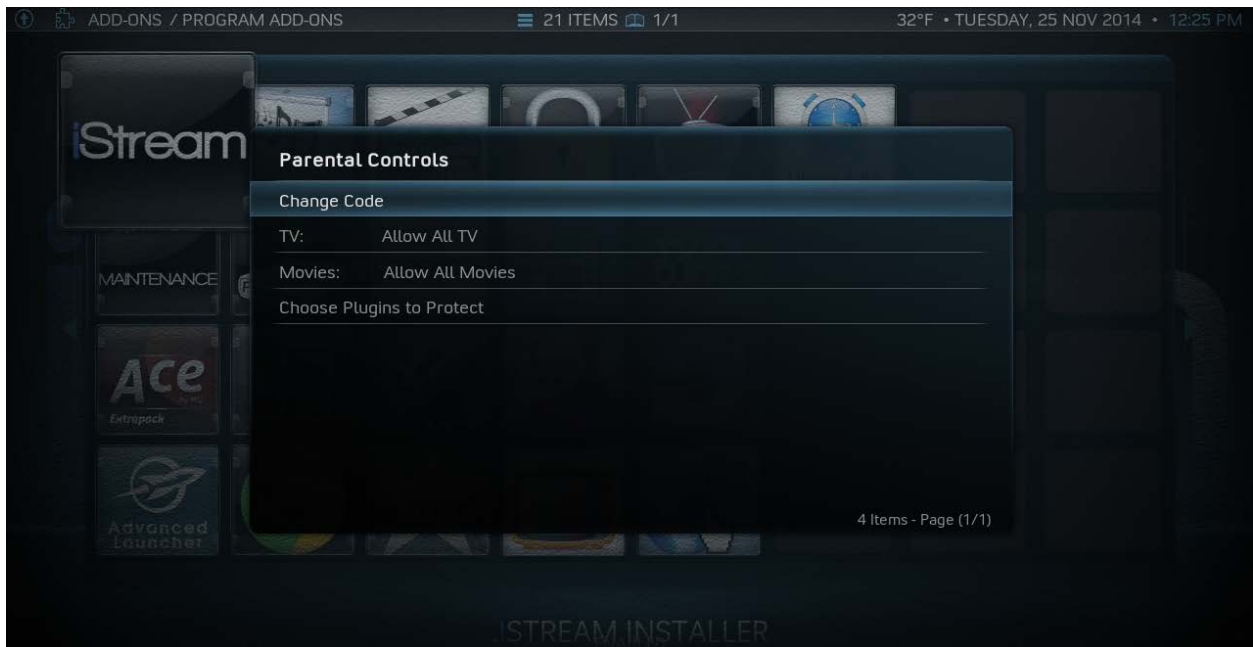 ADD-ONS / PROGRAM ADD-ONS
21 ITEMS 1/1
32°F • TUESDAY, 25 NOV 2014 • 12:25 PM
iStream
Parental Controls
Change Code
TV: Allow All TV
Movies: Allow All Movies
Choose Plugins to Protect
4 Items - Page (1/1)
MAINTENANCE
Ace
Extrapack
Advanced
Launcher
.ISTREAM.INSTALLER